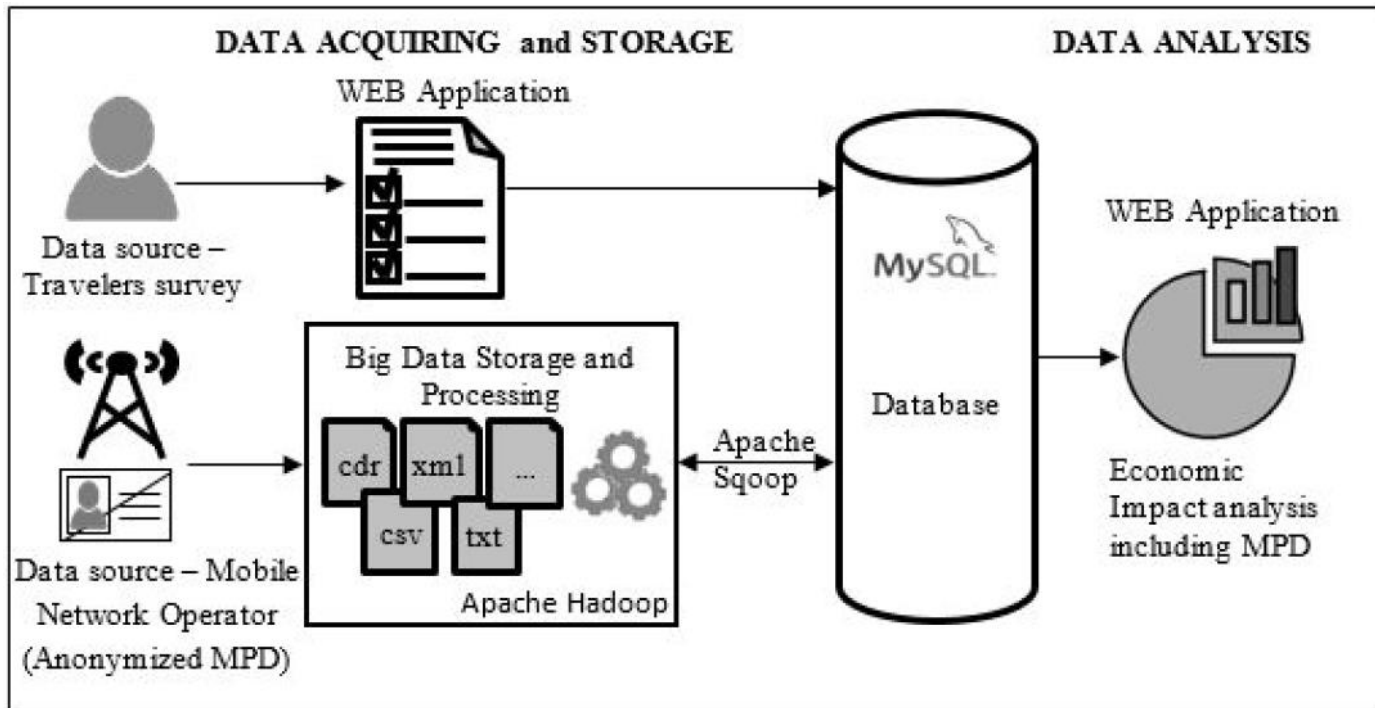 DATA ACQUIRING and STORAGE
DATA ANALYSIS
WEB Application
Data source –
Travelers survey
MySQL
Database
WEB Application
Economic
Impact analysis
including MPD
Big Data Storage and
Processing
cdr
xml
...
csv
txt
Apache Hadoop
Apache
Sqoop
Data source – Mobile
Network Operator
(Anonymized MPD)